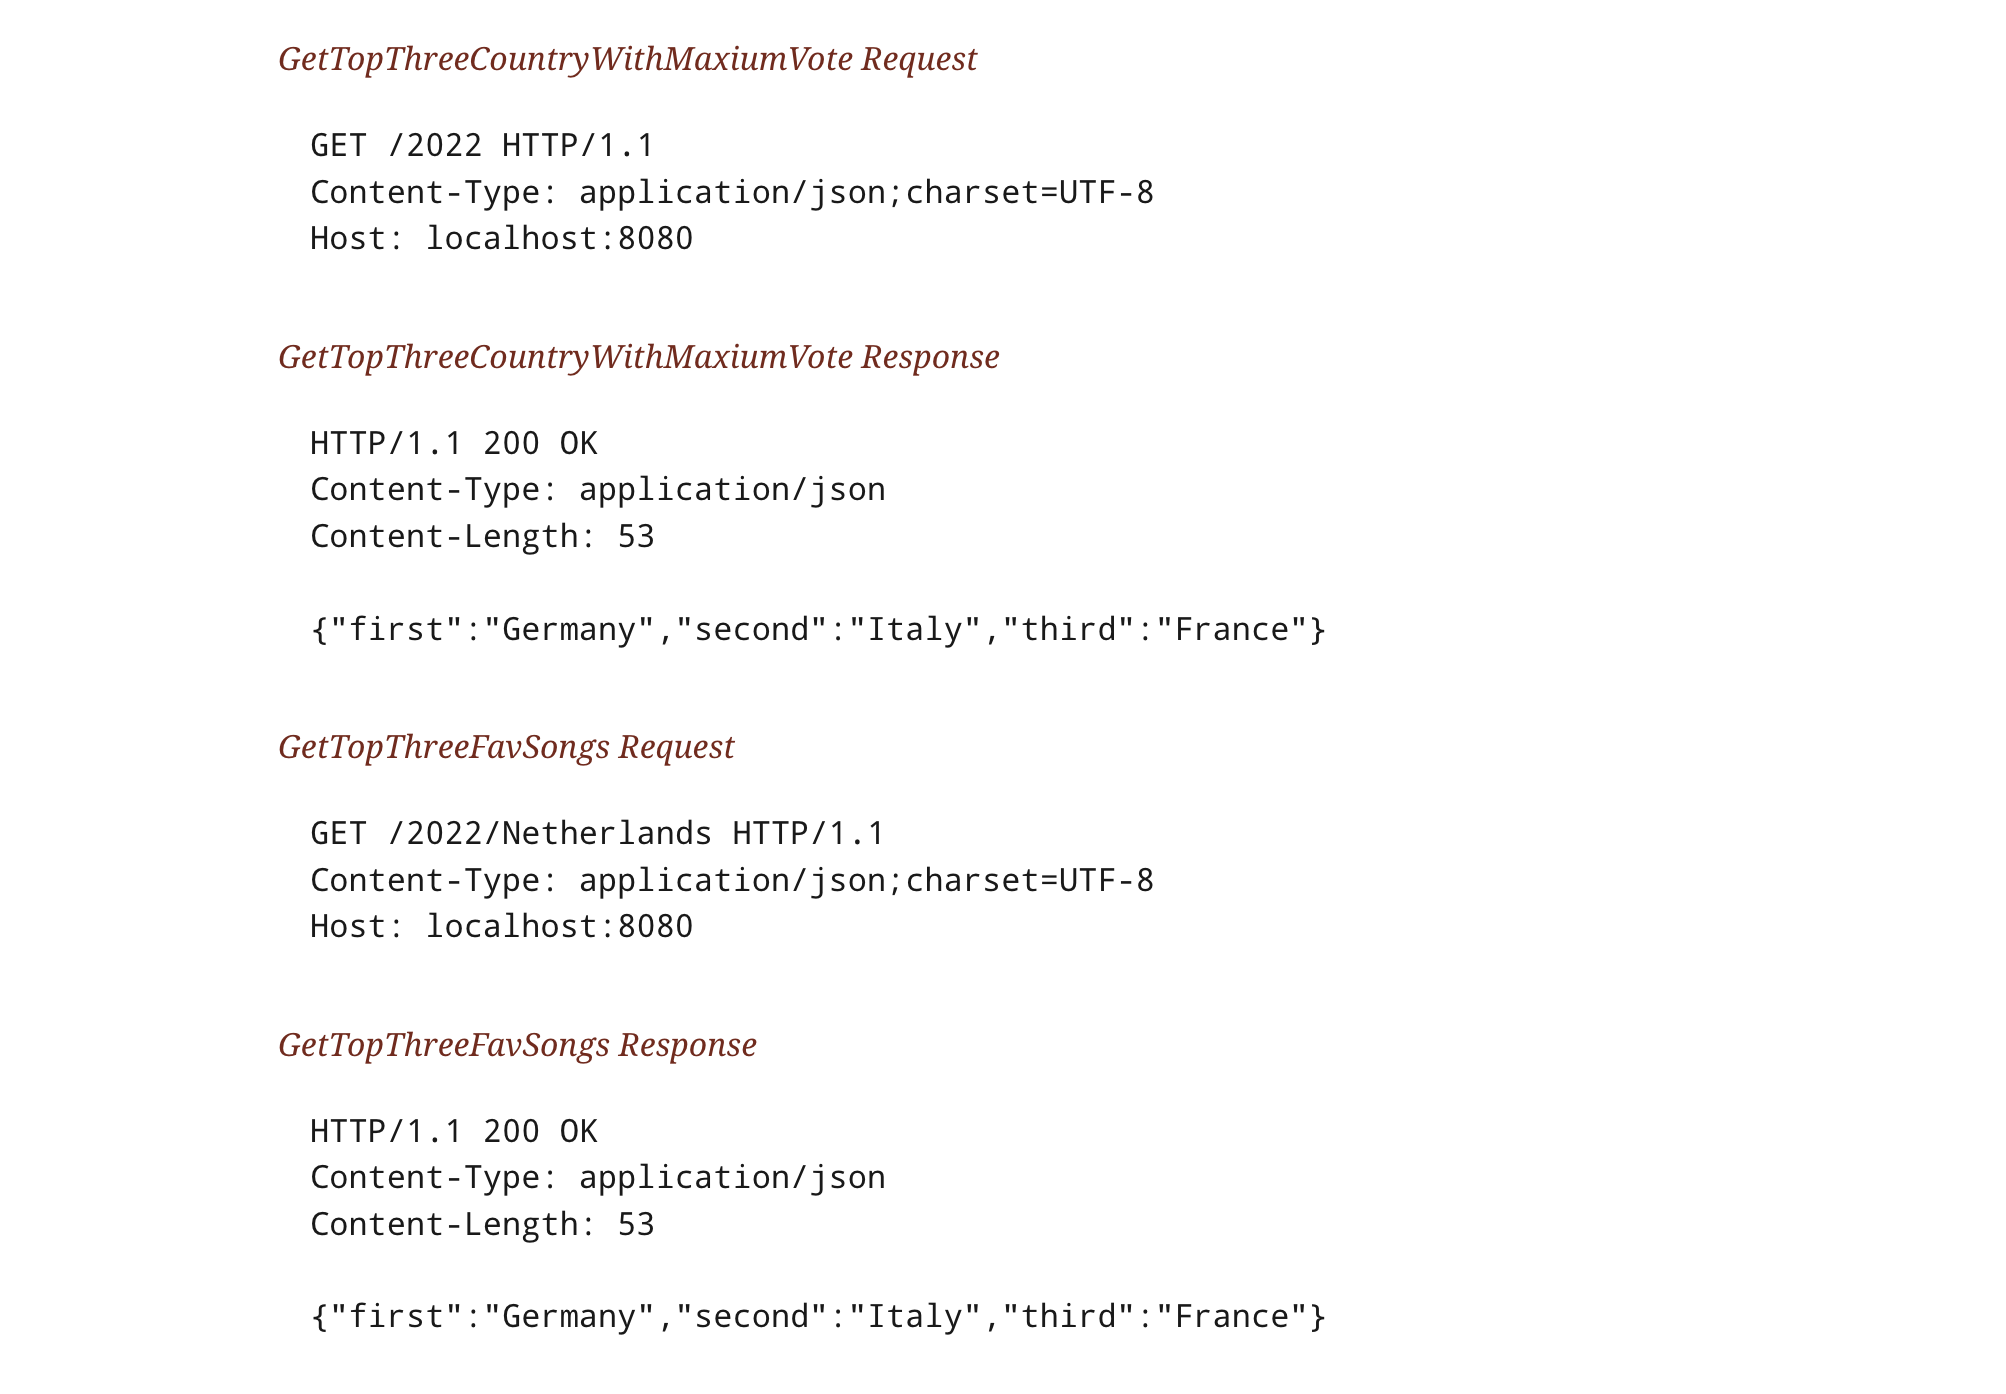 GetTopThreeCountryWithMaxiumVote Request
GET /2022 HTTP/1.1
Content-Type: application/json;charset=UTF-8
Host: localhost:8080
GetTopThreeCountryWithMaxiumVote Response
HTTP/1.1 200 OK
Content-Type: application/json
Content-Length: 53
{"first":"Germany","second":"Italy","third":"France"}
GetTopThreeFavSongs Request
GET /2022/Netherlands HTTP/1.1
Content-Type: application/json;charset=UTF-8
Host: localhost:8080
GetTopThreeFavSongs Response
HTTP/1.1 200 OK
Content-Type: application/json
Content-Length: 53
{"first":"Germany","second":"Italy","third":"France"}